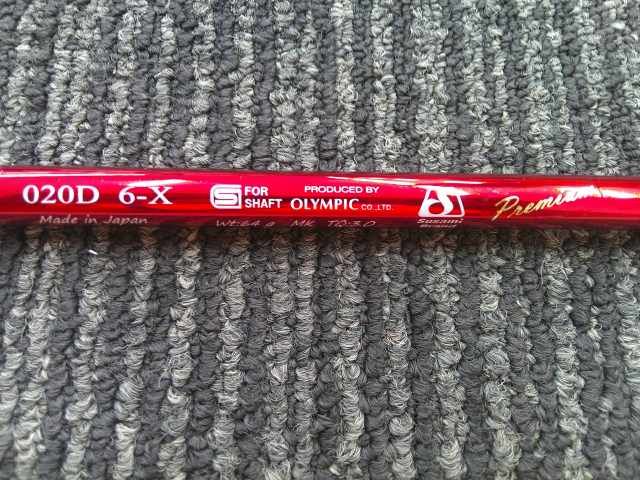 020D 6-X
Made in Japan
S
FOR
SHAFT
PRODUCED BY
OLYMPIC CO.,LTD.
Wt-64 g MK TQ-3.0
Susami
Brand
Premium